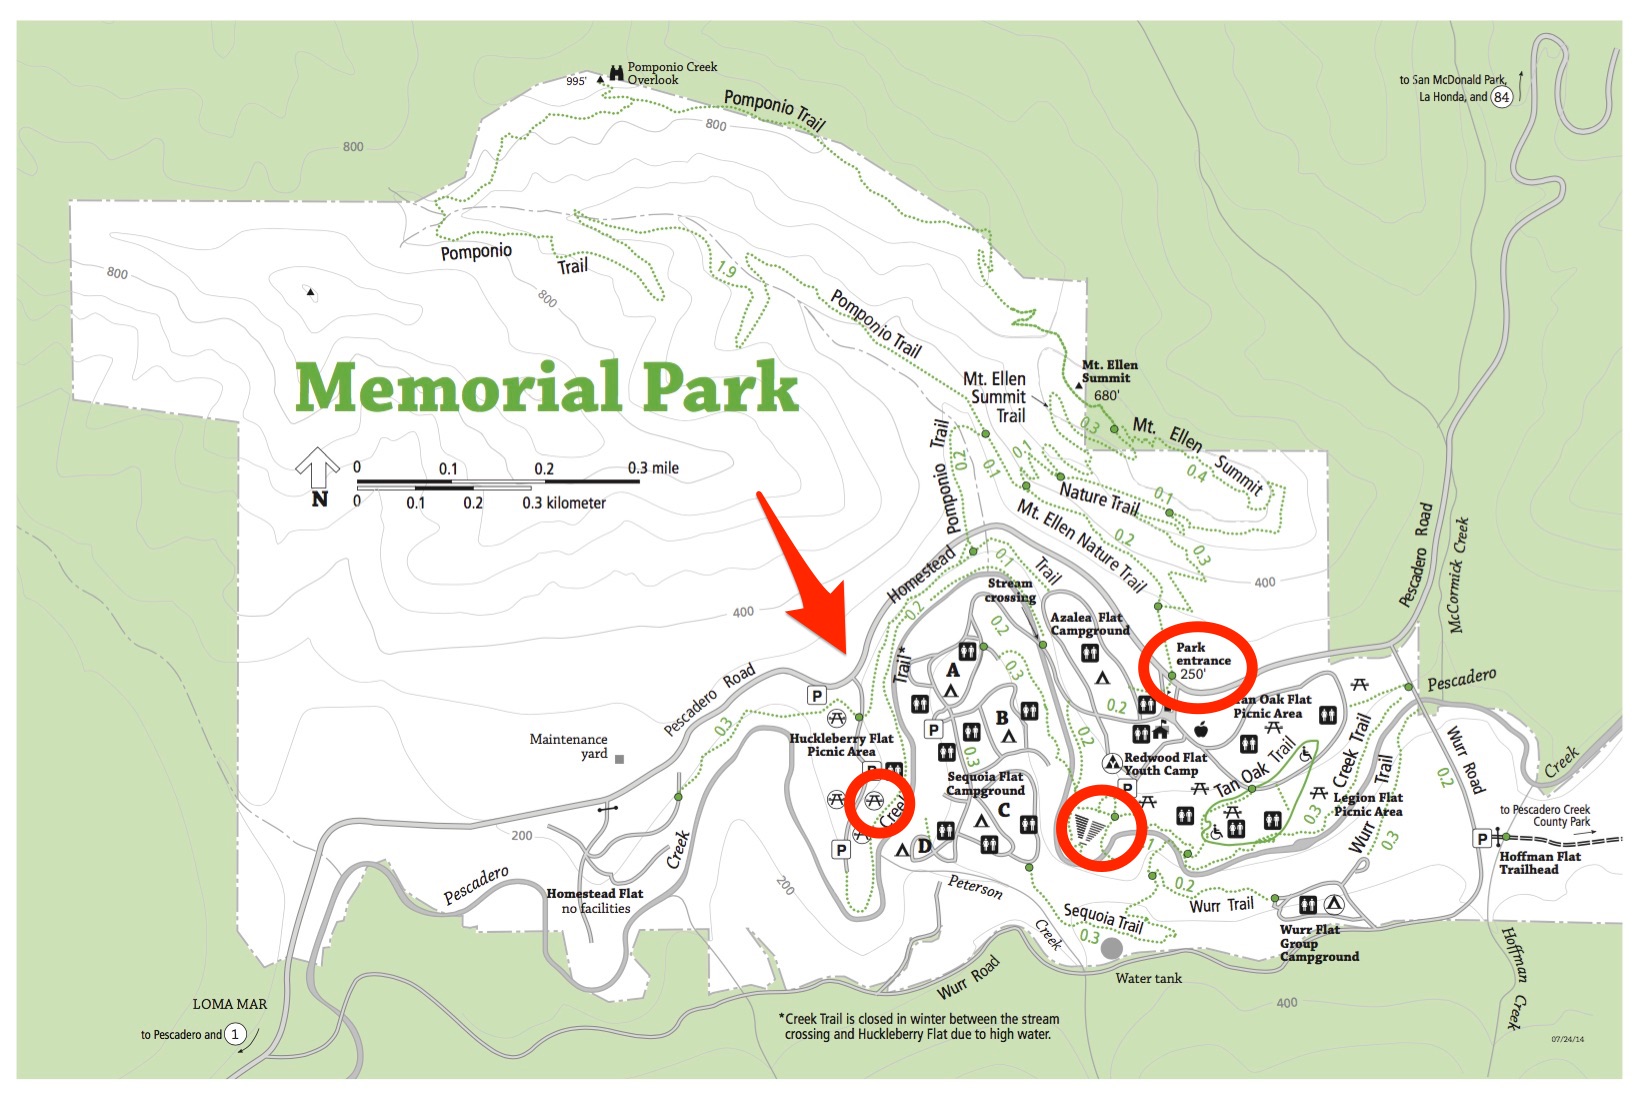 Pomponio Creek
Overlook
995'
Pomponio Trail
800
800
to San McDonald Park,
La Honda, and 84
Pomponio
Trail
800
800
1.9
Pomponio Trail
Memorial Park
Mt. Ellen
Summit
680'
Mt. Ellen
Summit
Trail
0.3
Mt. Ellen Summit
0.4
0 0.1 0.2 0.3 mile
N
0 0.1 0.2 0.3 kilometer
Pomponio Trail
0.2
0.1
0.1
Nature Trail
0.1
Mt. Ellen Nature Trail
0.2
0.3
400
Pescadero Road
McCormick Creek
Homestead
Trail
0.1
Stream
crossing
400
0.2
0.2
0.3
Azalea Flat
Campground
Park
entrance
250'
Trail*
A
B
P
Pescadero Road
0.3
P
Huckleberry Flat
Picnic Area
Maintenance
yard
0.2
0.2
Tan Oak Flat
Picnic Area
Pescadero
Creek
Redwood Flat
Youth Camp
P
Tan Oak Trail
Creek Trail
Wurr Trail
Wurr Road
0.2
Sequoia Flat
Campground
0.3
C
D
P
Creek
P
Legion Flat
Picnic Area
0.3
0.3
to Pescadero Creek
County Park
P
Hoffman Flat
Trailhead
200
Creek
Pescadero
Homestead Flat
no facilities
200
Peterson
Creek
Sequoia Trail
0.3
0.2
Wurr Trail
Wurr Flat
Group
Campground
Hoffman
Creek
Wurr Road
Water tank
400
LOMA MAR
to Pescadero and 1
*Creek Trail is closed in winter between the stream
crossing and Huckleberry Flat due to high water.
07/24/14